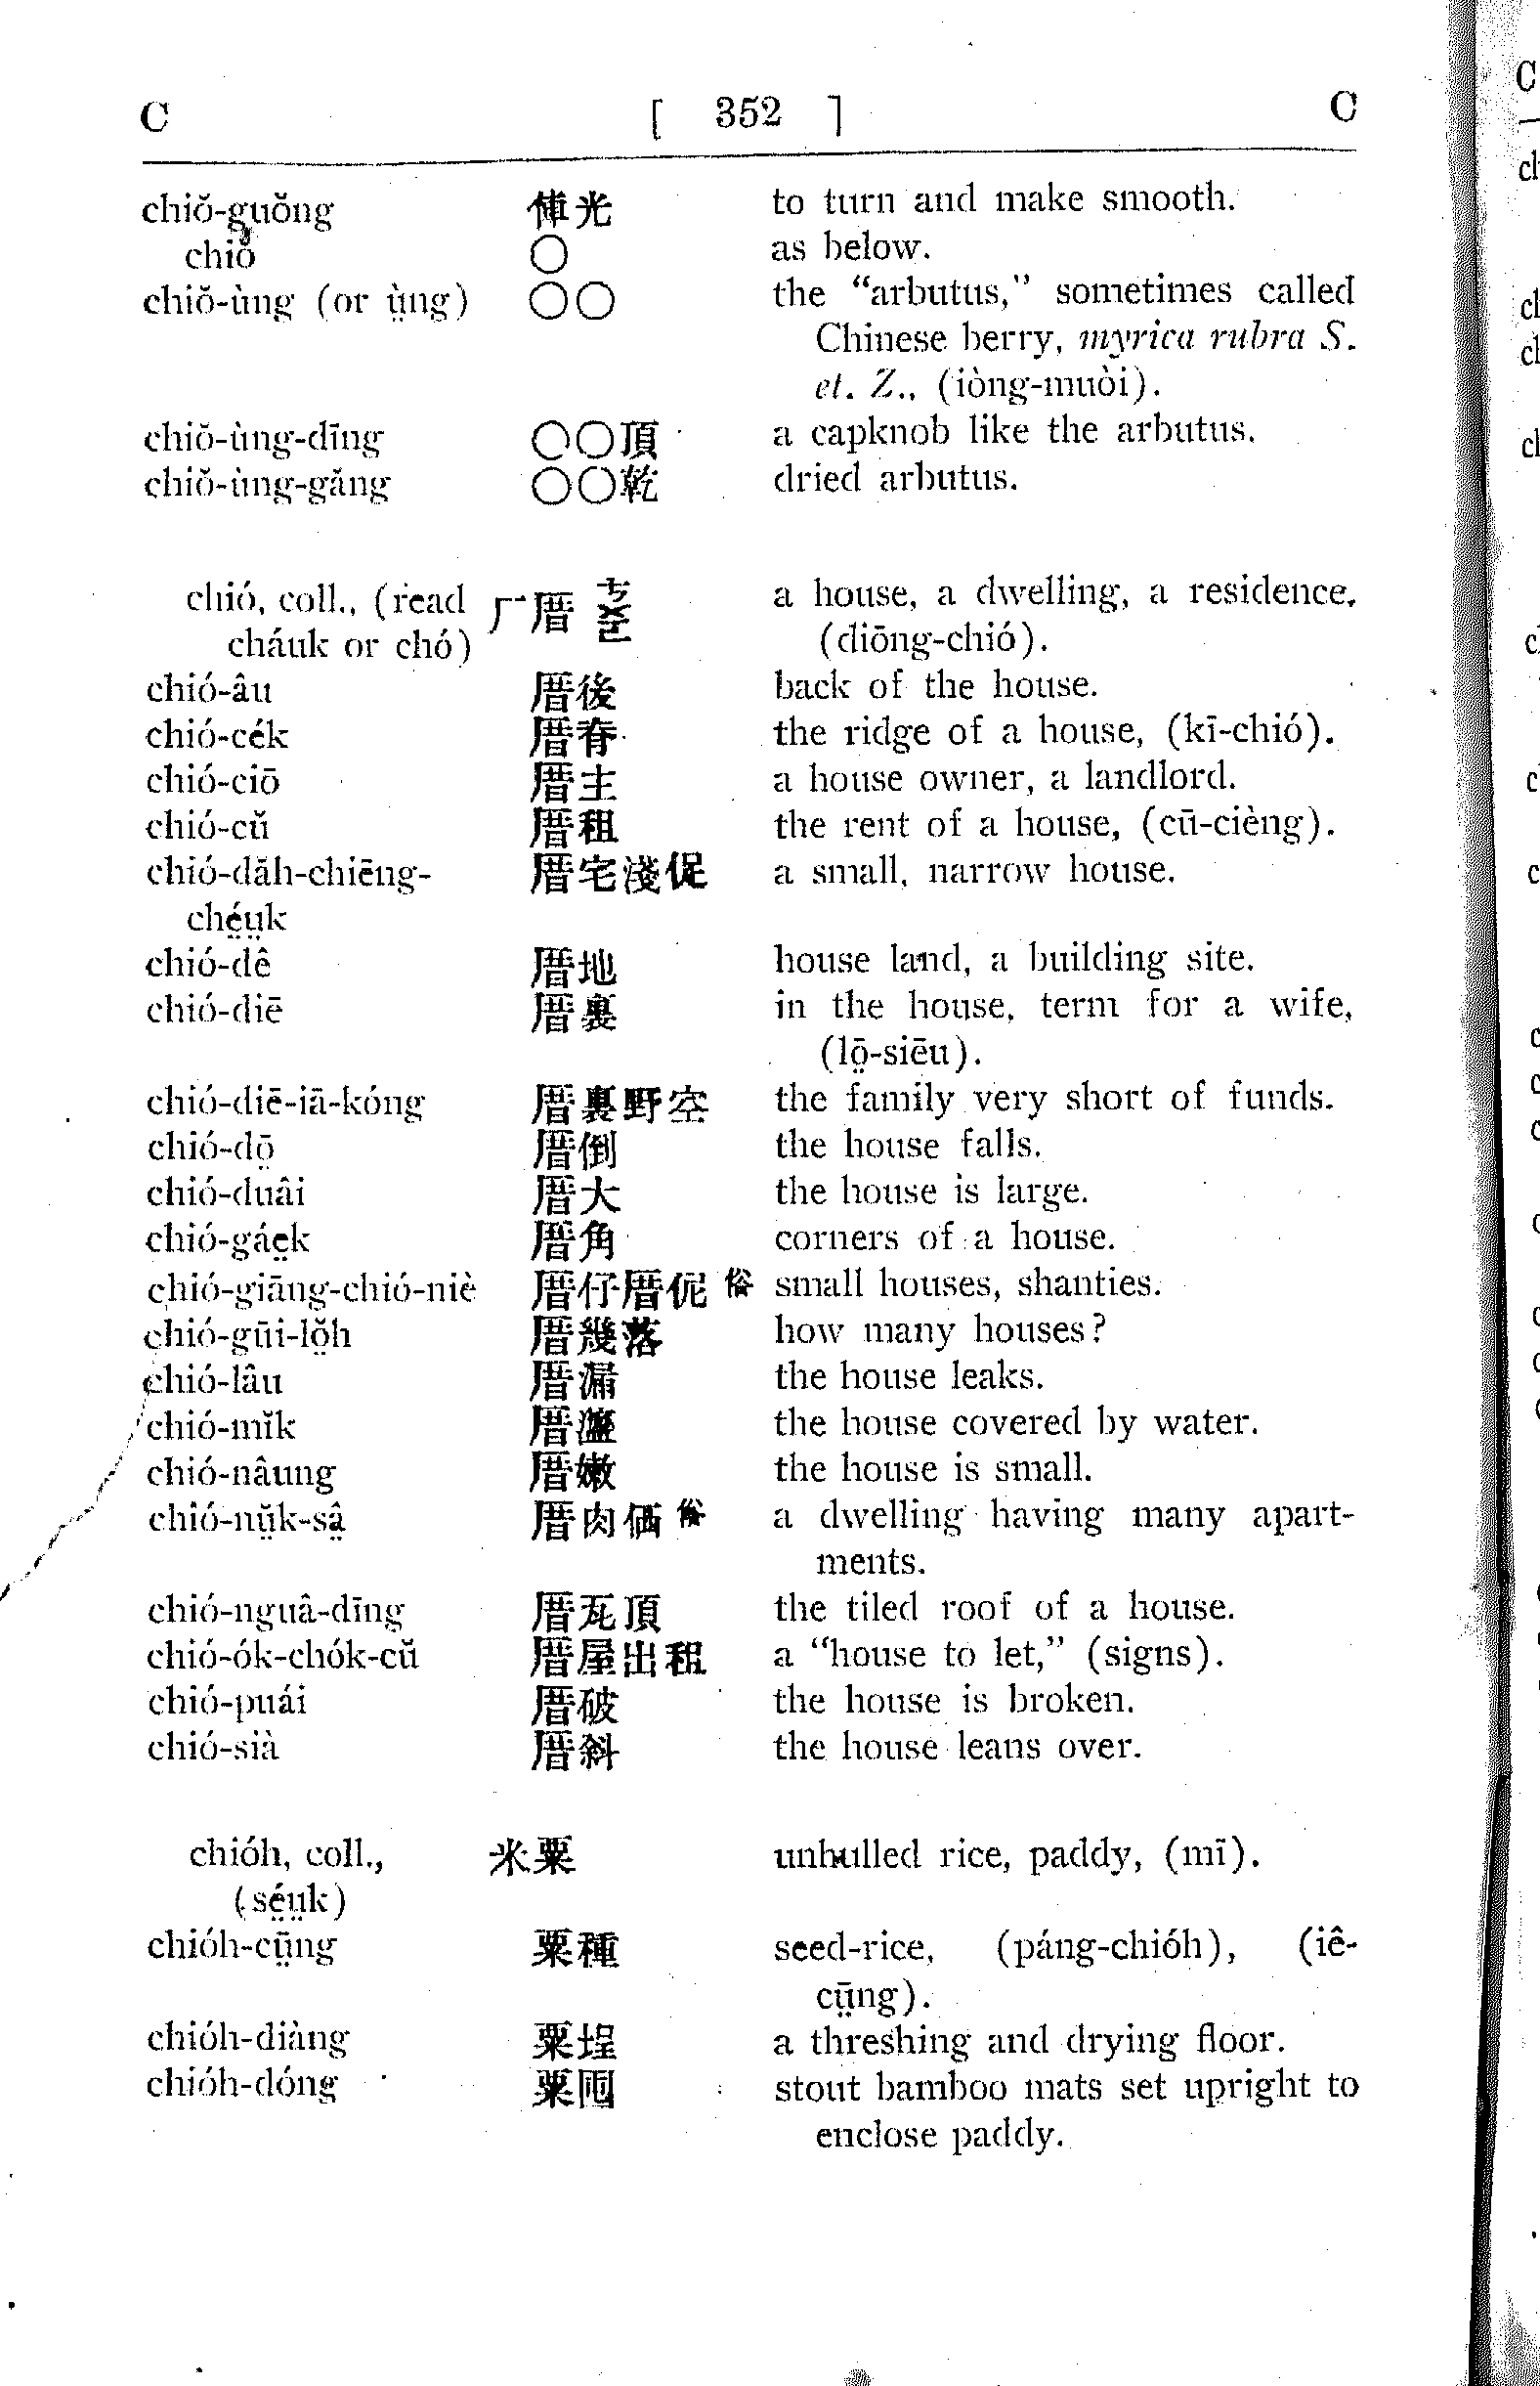 C [ 352 ] C
chiŏ-guŏng 俥光 to turn and make smooth.
chiŏ ○ as below.
chiŏ-ùng (or ṳ̀ng) ○○ the “arbutus,” sometimes called
Chinese berry, myrica rubra S.
et. Z., (iòng-muòi).
chiŏ-ùng-dīng ○○頂 a capknob like the arbutus.
chiŏ-ùng-găng ○○乾 dried arbutus.
chió, coll., (read 厂厝 ㄘㄨㄛ a house, a dwelling, a residence,
cháuk or chó) (diōng-chió).
chió-âu 厝後 back of the house.
chió-cék 厝脊 the ridge of a house, (kī-chió).
chió-ciō 厝主 a house owner, a landlord.
chió-cŭ 厝租 the rent of a house, (cū-cièng).
chió-dăh-chiēng- 厝宅淺促 a small, narrow house.
ché̤ṳk
chió-dê 厝地 house land, a building site.
chió-diē 厝裏 in the house, term for a wife,
(lō̤-siēu).
chió-diē-iā-kóng 厝裏野空 the family very short of funds.
chió-dō̤ 厝倒 the house falls.
chió-duâi 厝大 the house is large.
chió-gáe̤k 厝角 corners of a house.
chió-giāng-chió-niè 厝仔厝伲俗 small houses, shanties.
chió-gūi-lŏ̤h 厝幾落 how many houses?
chió-lâu 厝漏 the house leaks.
chió-mĭk 厝 the house covered by water.
chió-nâung 厝嫩 the house is small.
chió-nṳ̆k-sâ̤ 厝肉俗 a dwelling having many apart-
ments.
chió-nguâ-dīng 厝瓦頂 the tiled roof of a house.
chió-ók-chók-cŭ 厝屋出租 a “house to let,” (signs).
chió-puái 厝破 the house is broken.
chió-sià 厝斜 the house leans over.
chióh, coll., 米粟 unhulled rice, paddy, (mī).
(sé̤ṳk)
chióh-cṳ̄ng 粟種 seed-rice, (páng-chióh), (iê-
cṳ̄ng).
chióh-diàng 粟埕 a threshing and drying floor.
chióh-dóng 粟囤 stout bamboo mats set upright to
enclose paddy.